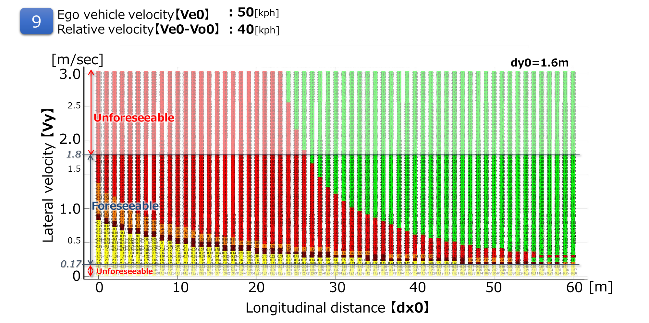 9
Ego vehicle velocity【Ve0】 : 50[kph]
Relative velocity【Ve0-Vo0】 : 40[kph]
[m/sec]
dy0=1.6m
3.0
2.5
Unforeseeable
2.0
1.8
1.5
Foreseeable
1.0
0.5
0.17
Unforeseeable
0
Lateral velocity【Vy】
0 10 20 30 40 50 60 [m]
Longitudinal distance【dx0】